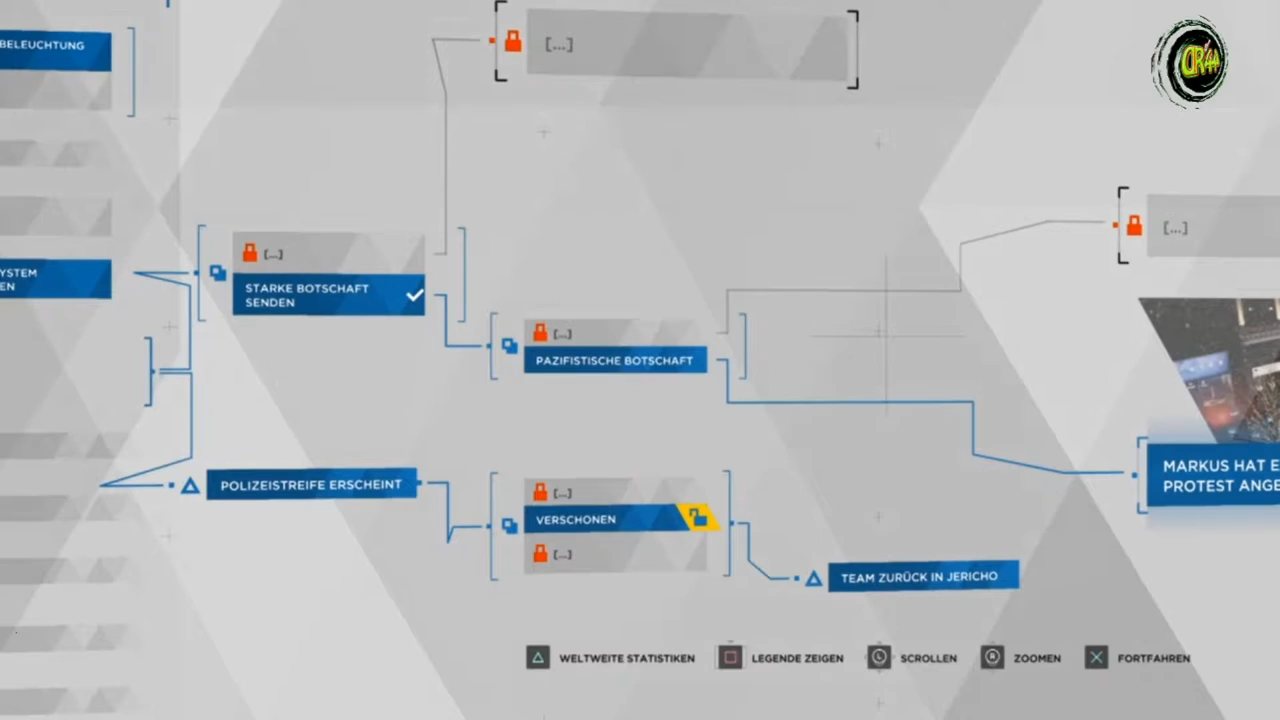 BELEUCHTUNG
[...]
[...]
[...]
YSTEM
EN
STARKE BOTSCHAFT
SENDEN
[...]
PAZIFISTISCHE BOTSCHAFT
MARKUS HAT E
PROTEST ANGE
POLIZEISTREIFE ERSCHEINT
[...]
VERSCHONEN
[...]
TEAM ZURÜCK IN JERICHO
WELTWEITE STATISTIKEN
LEGENDE ZEIGEN
L
SCROLLEN
R
ZOOMEN
FORTFAHREN